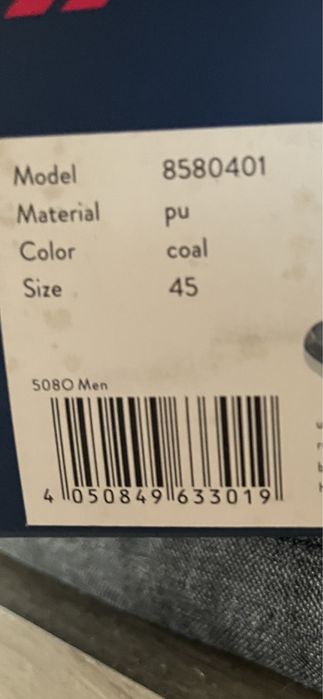 Model 8580401
Material pu
Color coal
Size 45
5080 Men
4 050849 633019